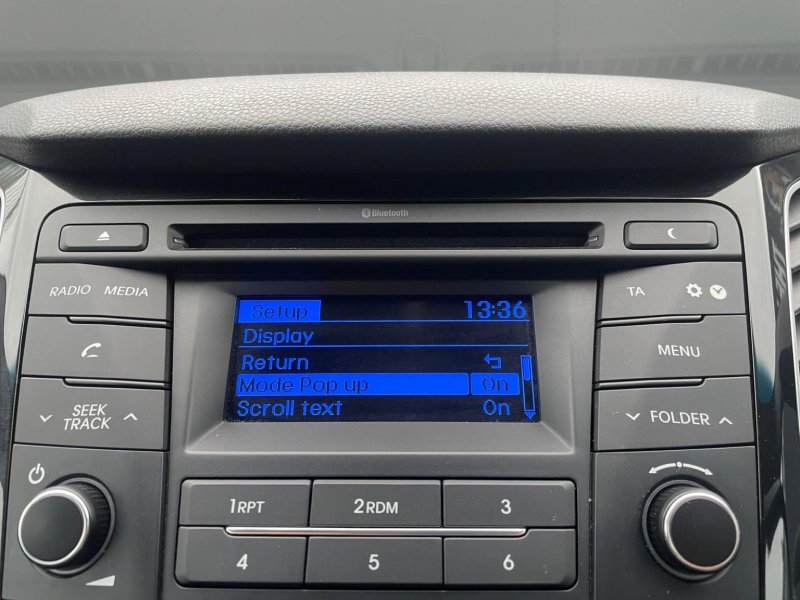 Bluetooth
RADIO MEDIA
TA
Setup 13:36
Display
Return
Mode Pop up On
Scroll text On
MENU
SEEK
TRACK
FOLDER
1RPT 2RDM 3
4 5 6